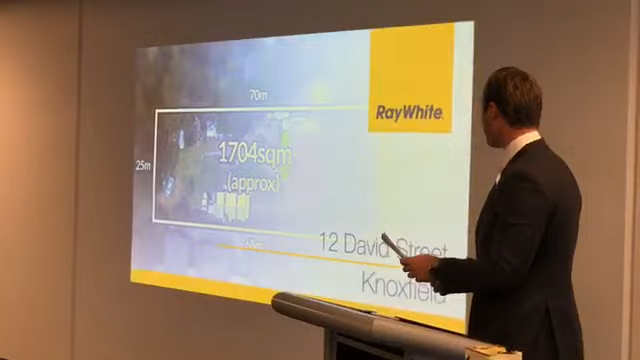 70m
RayWhite.
25m
1704sqm
(approx)
12 David Street
Knoxfield